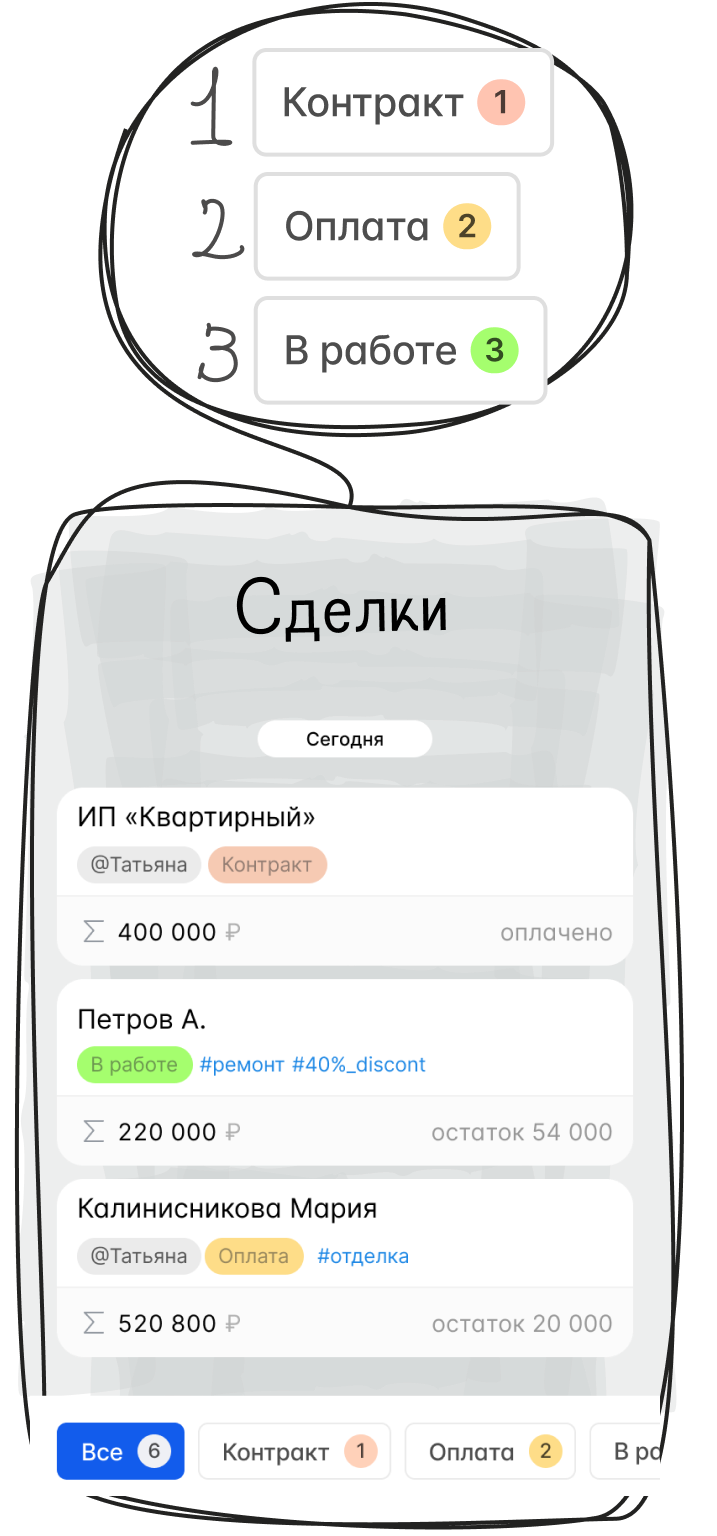 1 Контракт 1
2 Оплата 2
3 В работе 3
Сделки
Сегодня
ИП «Квартирный»
@Татьяна Контракт
Σ 400 000 ₽ оплачено
Петров А.
В работе #ремонт #40%_discont
Σ 220 000 ₽ остаток 54 000
Калинисникова Мария
@Татьяна Оплата #отделка
Σ 520 800 ₽ остаток 20 000
Все 6 Контракт 1 Оплата 2 В ра